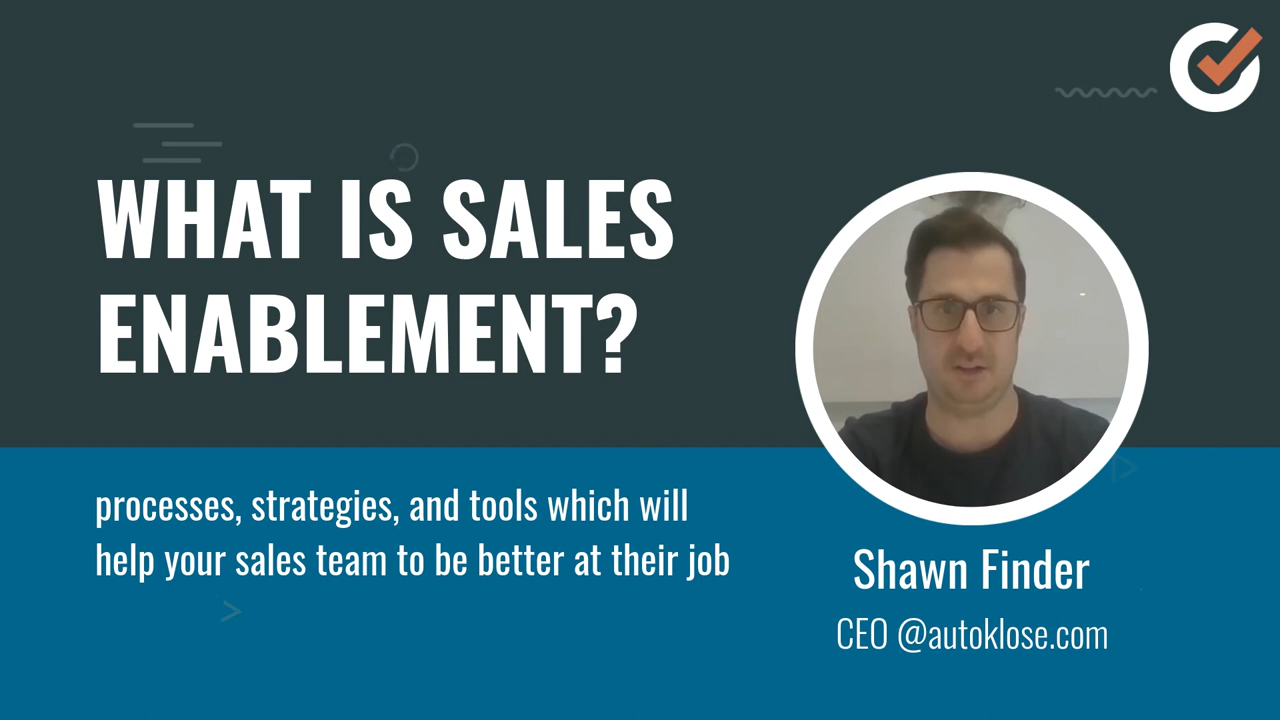 WHAT IS SALES
ENABLEMENT?
processes, strategies, and tools which will
help your sales team to be better at their job
Shawn Finder
CEO @autoklose.com